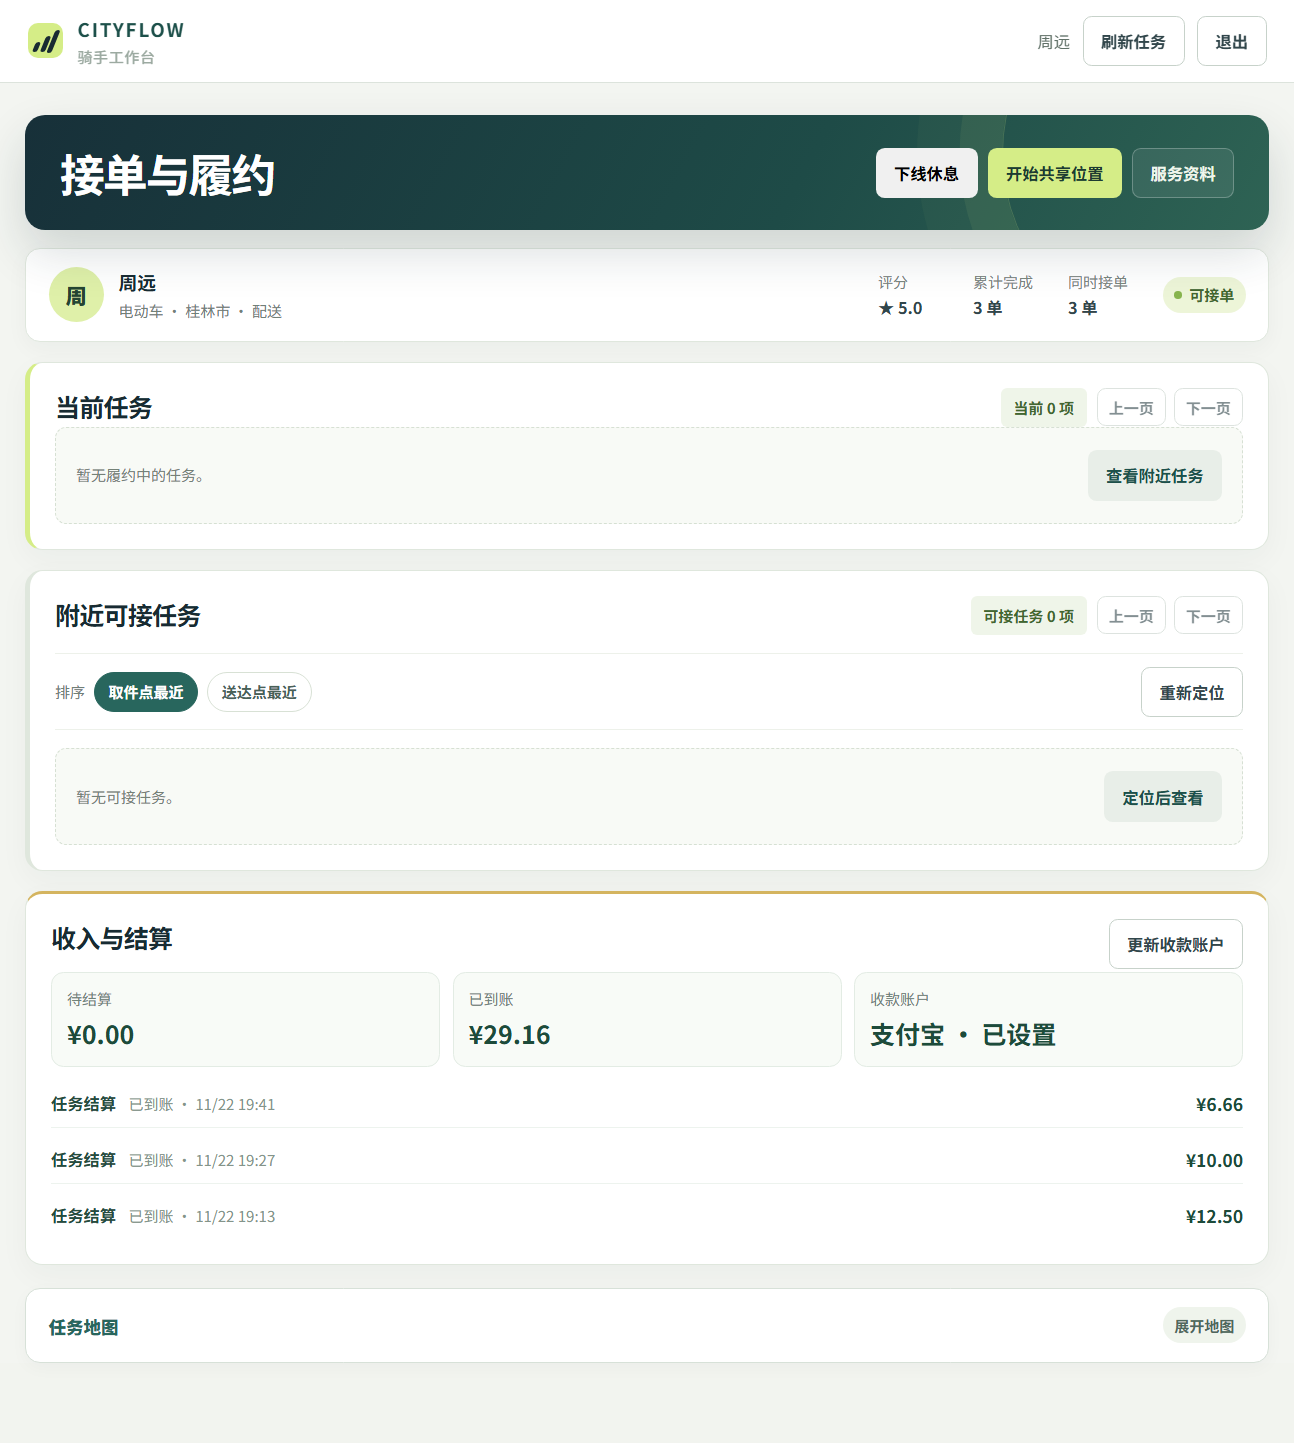 CITYFLOW
骑手工作台
周远 刷新任务 退出
接单与履约
下线休息 开始共享位置 服务资料
周
周远
电动车 · 桂林市 · 配送
评分 累计完成 同时接单
★ 5.0 3 单 3 单
可接单
当前任务
当前 0 项 上一页 下一页
暂无履约中的任务。
查看附近任务
附近可接任务
可接任务 0 项 上一页 下一页
排序 取件点最近 送达点最近 重新定位
暂无可接任务。
定位后查看
收入与结算
更新收款账户
待结算
¥0.00
已到账
¥29.16
收款账户
支付宝 · 已设置
任务结算 已到账 · 11/22 19:41 ¥6.66
任务结算 已到账 · 11/22 19:27 ¥10.00
任务结算 已到账 · 11/22 19:13 ¥12.50
任务地图 展开地图